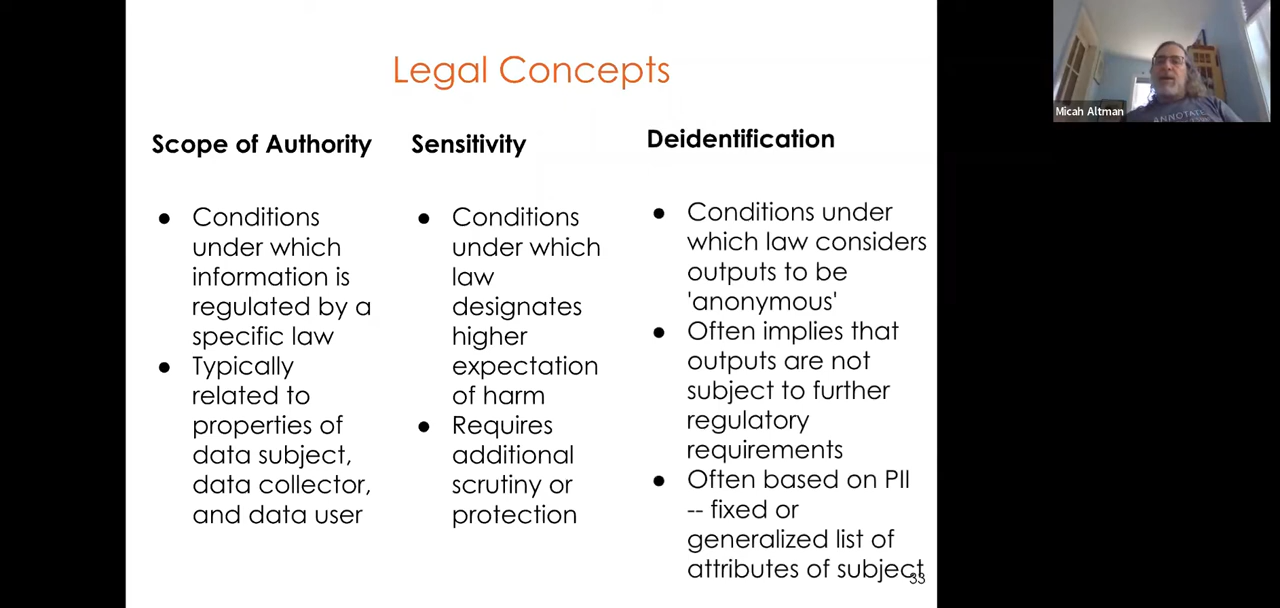 Legal Concepts
Scope of Authority
● Conditions
under which
information is
regulated by a
specific law
● Typically
related to
properties of
data subject,
data collector,
and data user
Sensitivity
● Conditions
under which
law
designates
higher
expectation
of harm
● Requires
additional
scrutiny or
protection
Deidentification
● Conditions under
which law considers
outputs to be
'anonymous'
● Often implies that
outputs are not
subject to further
regulatory
requirements
● Often based on PII
-- fixed or
generalized list of
attributes of subject
33
Micah Altman
ANNOTATE